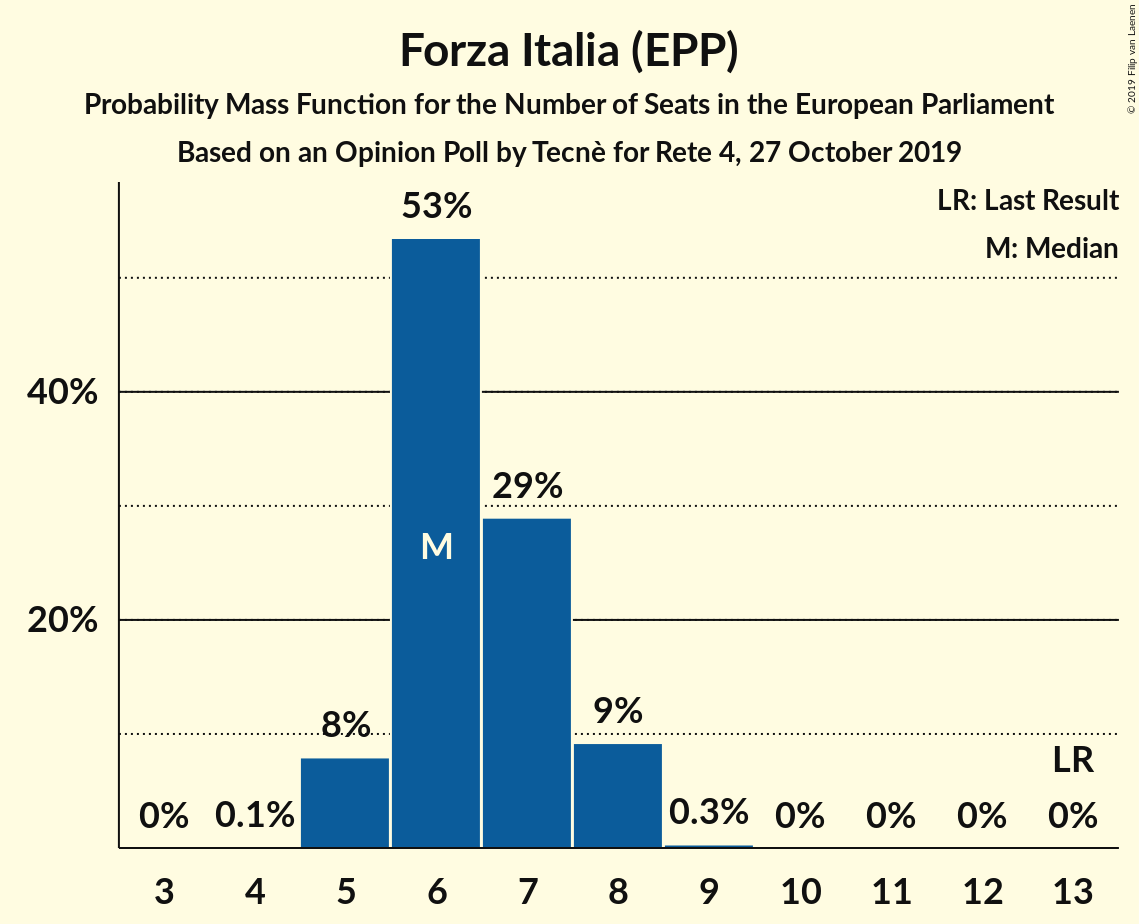 Forza Italia (EPP)
Probability Mass Function for the Number of Seats in the European Parliament
Based on an Opinion Poll by Tecnè for Rete 4, 27 October 2019
© 2019 Filip van Laenen
LR: Last Result
M: Median
53%
40%
29%
M
20%
8%
9%
LR
0%
0.1%
0.3%
0%
0%
0%
0%
3 4 5 6 7 8 9 10 11 12 13